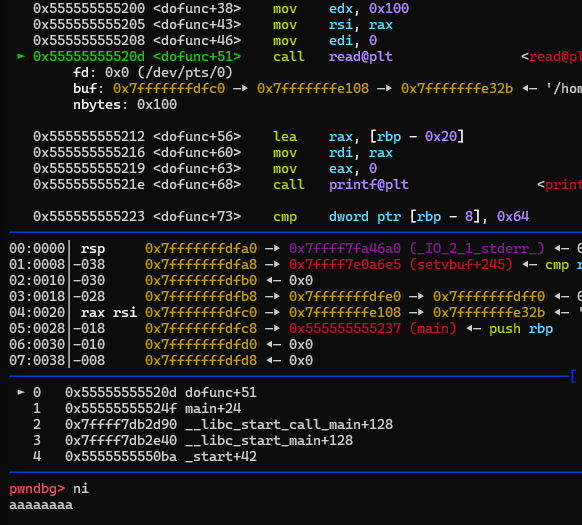 0x555555555200 <dofunc+38> mov edx, 0x100
0x555555555205 <dofunc+43> mov rsi, rax
0x555555555208 <dofunc+46> mov edi, 0
► 0x55555555520d <dofunc+51> call read@plt <read@pl
fd: 0x0 (/dev/pts/0)
buf: 0x7fffffffdfc0 —▸ 0x7fffffffe108 —▸ 0x7fffffffe32b ◂— '/hom
nbytes: 0x100
0x555555555212 <dofunc+56> lea rax, [rbp - 0x20]
0x555555555216 <dofunc+60> mov rdi, rax
0x555555555219 <dofunc+63> mov eax, 0
0x55555555521e <dofunc+68> call printf@plt <print
0x555555555223 <dofunc+73> cmp dword ptr [rbp - 8], 0x64
00:0000│ rsp 0x7fffffffdfa0 —▸ 0x7ffff7fa46a0 (_IO_2_1_stderr_) ◂— 0
01:0008│-038 0x7fffffffdfa8 —▸ 0x7ffff7e0a6e5 (setvbuf+245) ◂— cmp r
02:0010│-030 0x7fffffffdfb0 ◂— 0x0
03:0018│-028 0x7fffffffdfb8 —▸ 0x7fffffffdfe0 —▸ 0x7fffffffdff0 ◂— 0
04:0020│ rax rsi 0x7fffffffdfc0 —▸ 0x7fffffffe108 —▸ 0x7fffffffe32b ◂— '
05:0028│-018 0x7fffffffdfc8 —▸ 0x555555555237 (main) ◂— push rbp
06:0030│-010 0x7fffffffdfd0 ◂— 0x0
07:0038│-008 0x7fffffffdfd8 ◂— 0x0
[
► 0 0x55555555520d dofunc+51
1 0x55555555524f main+24
2 0x7ffff7db2d90 __libc_start_call_main+128
3 0x7ffff7db2e40 __libc_start_main+128
4 0x5555555550ba _start+42
pwndbg> ni
aaaaaaaa